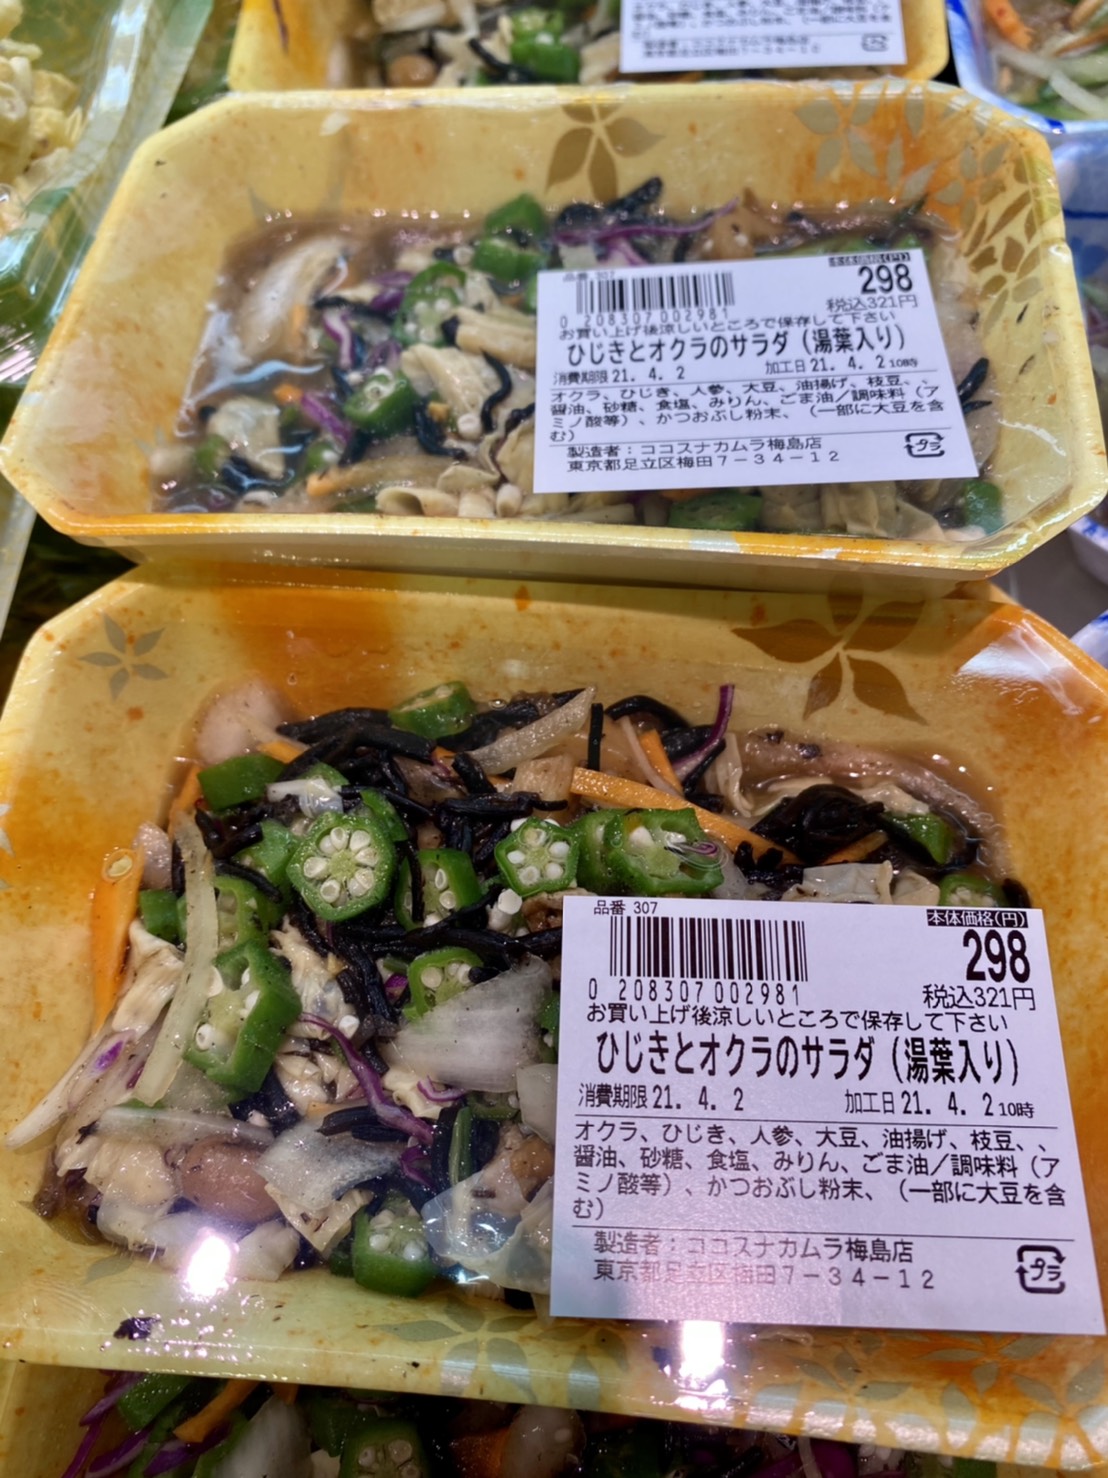 品番 307
本体価格(円)
298
税込321円
0 208307 002981
お買い上げ後涼しいところで保存して下さい
ひじきとオクラのサラダ（湯葉入り）
消費期限 21. 4. 2 加工日 21. 4. 2 10時
オクラ、ひじき、人参、大豆、油揚げ、枝豆、、
醤油、砂糖、食塩、みりん、ごま油／調味料（ア
ミノ酸等）、かつおぶし粉末、（一部に大豆を含
む）
製造者：ココスナカムラ梅島店
東京都足立区梅田７－３４－１２
プラ
品番 307
本体価格(円)
298
税込321円
0 208307 002981
お買い上げ後涼しいところで保存して下さい
ひじきとオクラのサラダ（湯葉入り）
消費期限 21. 4. 2 加工日 21. 4. 2 10時
オクラ、ひじき、人参、大豆、油揚げ、枝豆、、
醤油、砂糖、食塩、みりん、ごま油／調味料（ア
ミノ酸等）、かつおぶし粉末、（一部に大豆を含
む）
製造者：ココスナカムラ梅島店
東京都足立区梅田７－３４－１２
プラ